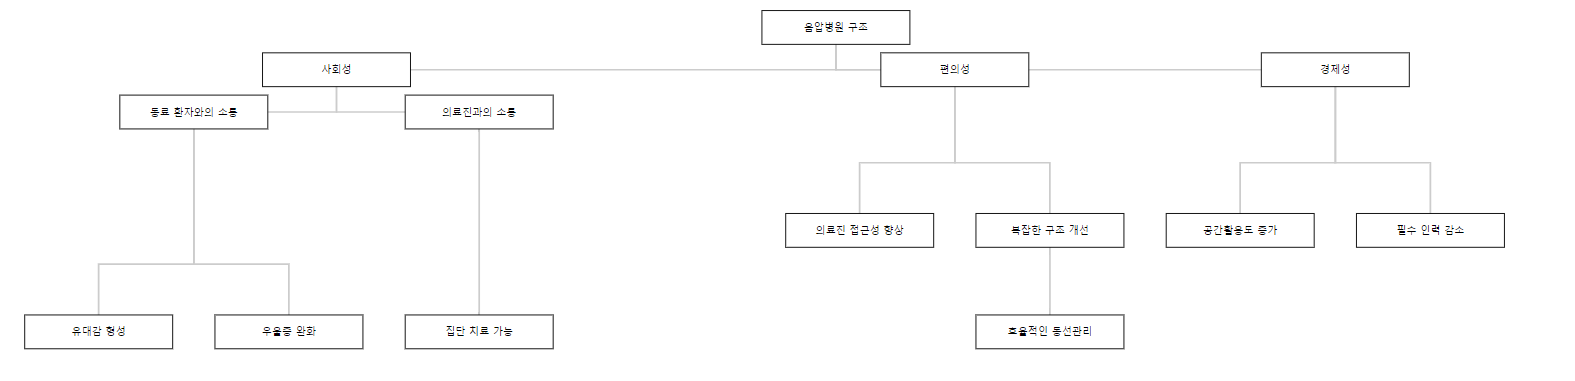 음압병원 구조
사회성
편의성
경제성
동료 환자와의 소통
의료진과의 소통
의료진 접근성 향상
복잡한 구조 개선
공간활용도 증가
필수 인력 감소
유대감 형성
우울증 완화
집단 치료 가능
효율적인 동선관리